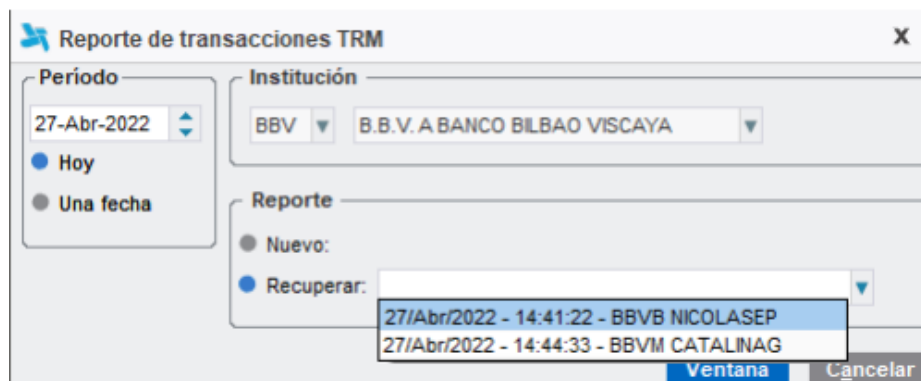 Reporte de transacciones TRM
X
Período
Institución
27-Abr-2022
BBV
B.B.V. A BANCO BILBAO VISCAYA
Hoy
Una fecha
Reporte
Nuevo:
Recuperar:
27/Abr/2022 - 14:41:22 - BBVB NICOLASEP
27/Abr/2022 - 14:44:33 - BBVM CATALINAG
Ventana
Cancelar